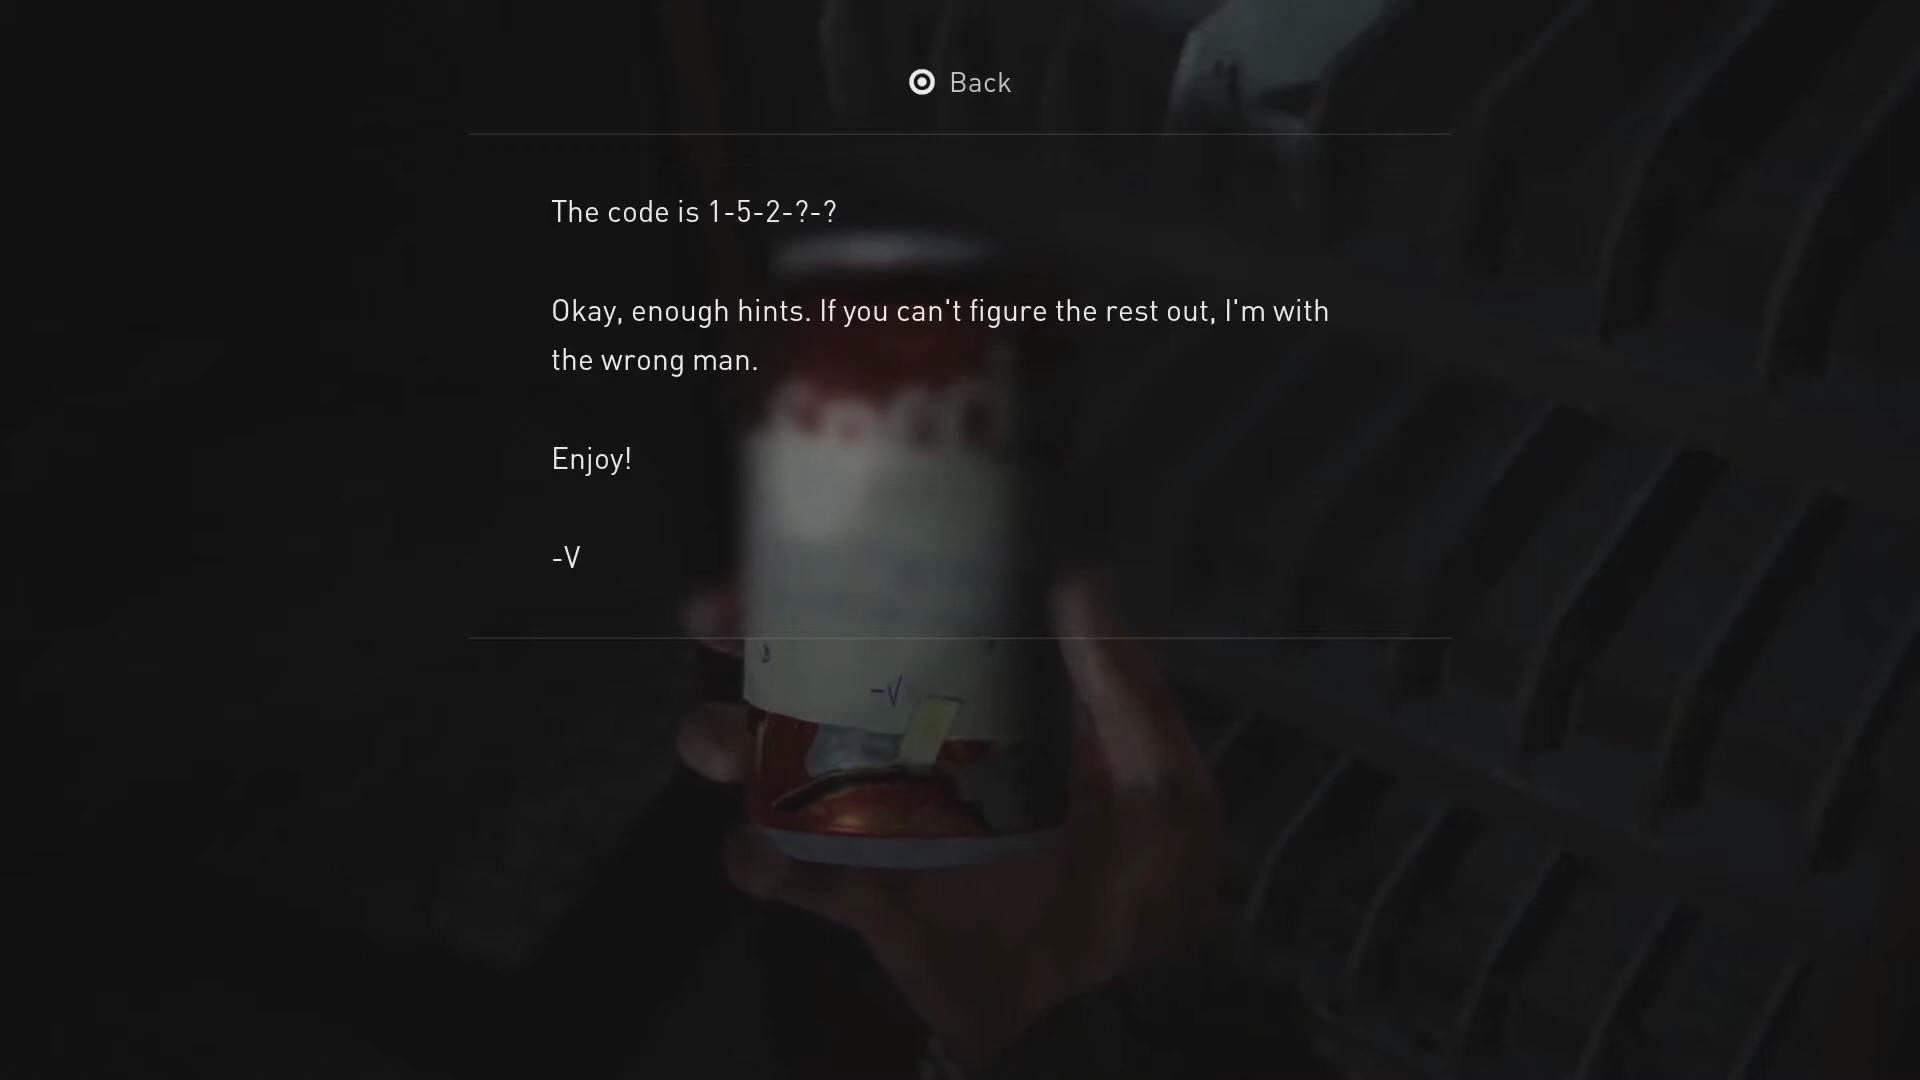 Back
The code is 1-5-2-?-?
Okay, enough hints. If you can't figure the rest out, I'm with
the wrong man.
Enjoy!
-V
-V